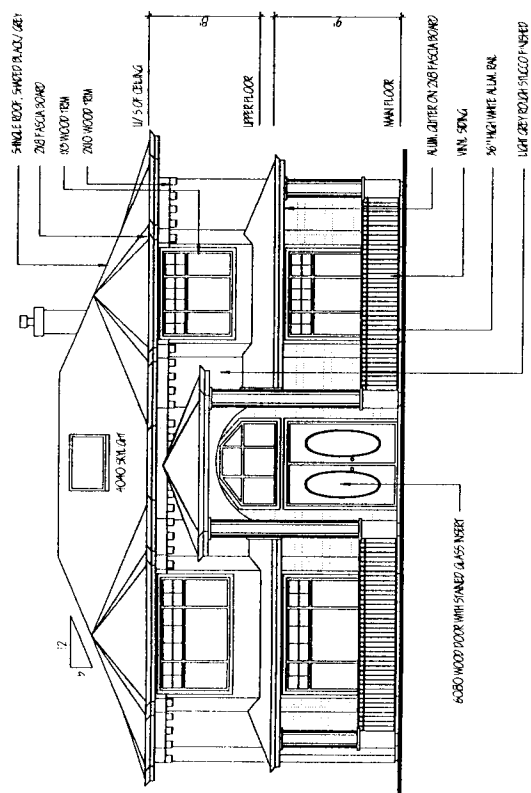 SHINGLE ROOF, SHADED BLACK/GREY
2X8 FASCIA BOARD
1X3 WOOD TRIM
2X10 WOOD TRIM
U/S OF CEILING
8'
UPPER FLOOR
9'
MAIN FLOOR
ALUM. GUTTER ON 2X8 FASCIA BOARD
VINYL SIDING
36" HIGH WHITE ALUM. RAIL
LIGHT GREY ROUGH STUCCO FINISHED
4040 SKYLIGHT
12
4
6080 WOOD DOOR WITH STAINED GLASS INSERT